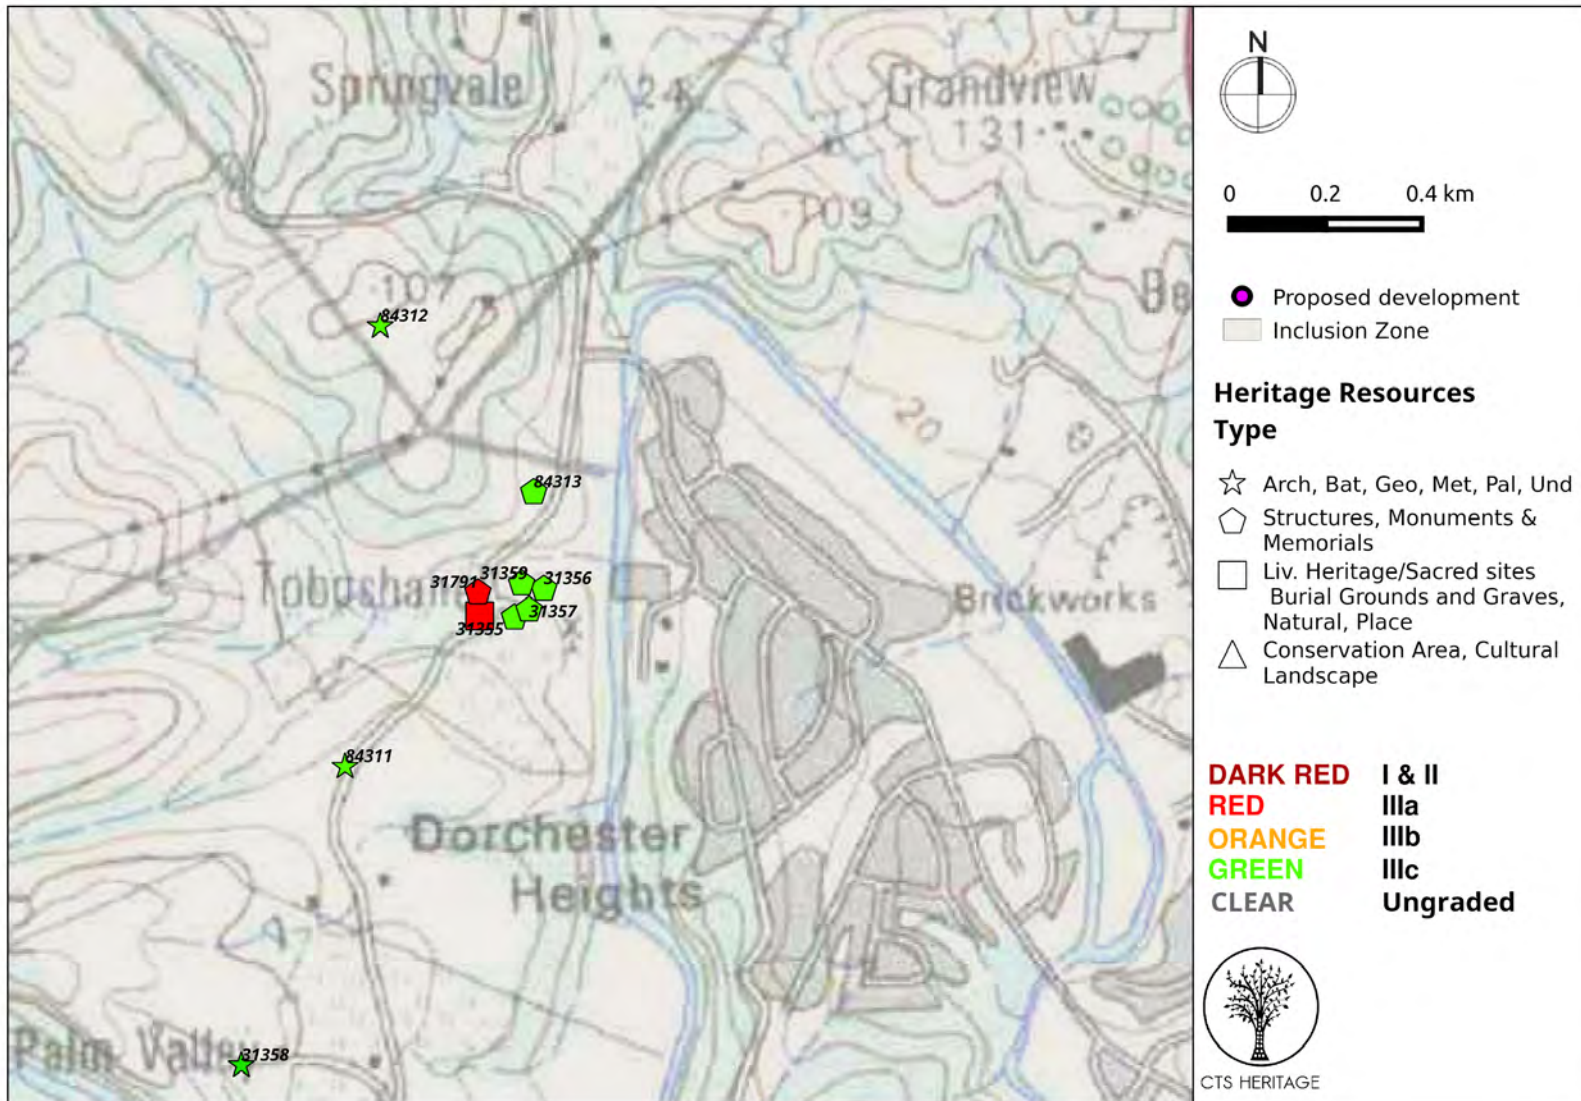 Springvale
24
Grandview
131
109
107
84312
20
84313
31359
31356
31791
31357
31355
Brickworks
84311
Dorchester
Heights
Palm Valley
31358
N
0 0.2 0.4 km
Proposed development
Inclusion Zone
Heritage Resources
Type
Arch, Bat, Geo, Met, Pal, Und
Structures, Monuments &
Memorials
Liv. Heritage/Sacred sites
Burial Grounds and Graves,
Natural, Place
Conservation Area, Cultural
Landscape
DARK RED I & II
RED IIIa
ORANGE IIIb
GREEN IIIc
CLEAR Ungraded
CTS HERITAGE